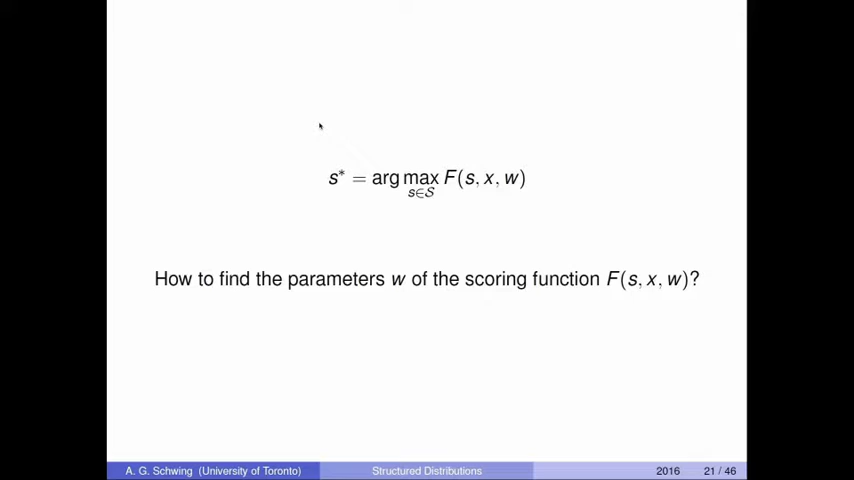 s* = arg max F(s, x, w)
s∈S
How to find the parameters w of the scoring function F(s, x, w)?
A. G. Schwing (University of Toronto) Structured Distributions 2016 21 / 46